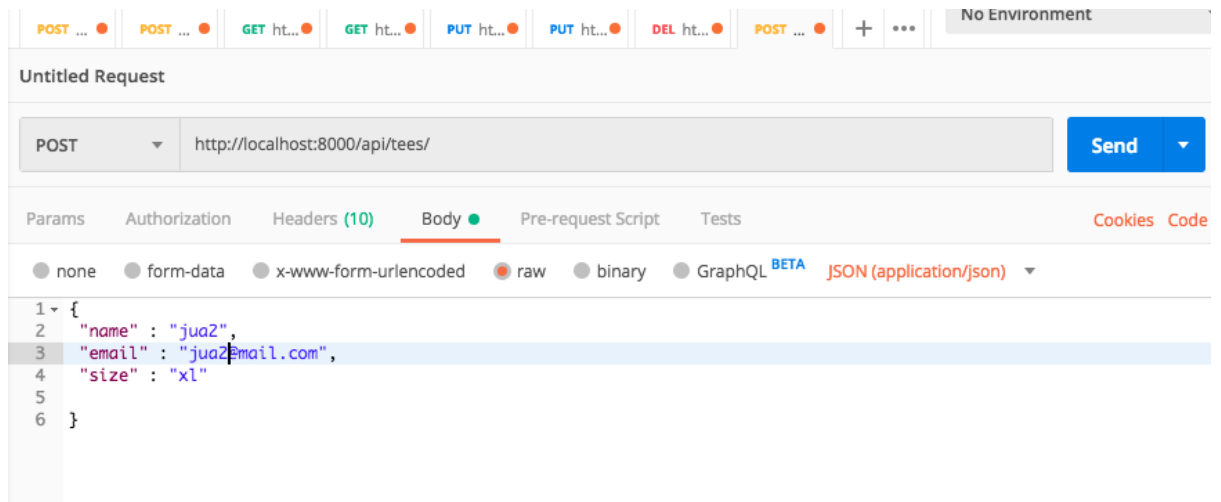 POST ... POST ... GET ht... GET ht... PUT ht... PUT ht... DEL ht... POST ... + ••• No Environment
Untitled Request
POST http://localhost:8000/api/tees/ Send
Params Authorization Headers (10) Body Pre-request Script Tests Cookies Code
none form-data x-www-form-urlencoded raw binary GraphQL BETA JSON (application/json)
1 {
2 "name" : "jua2",
3 "email" : "jua2@mail.com",
4 "size" : "xl"
5
6 }